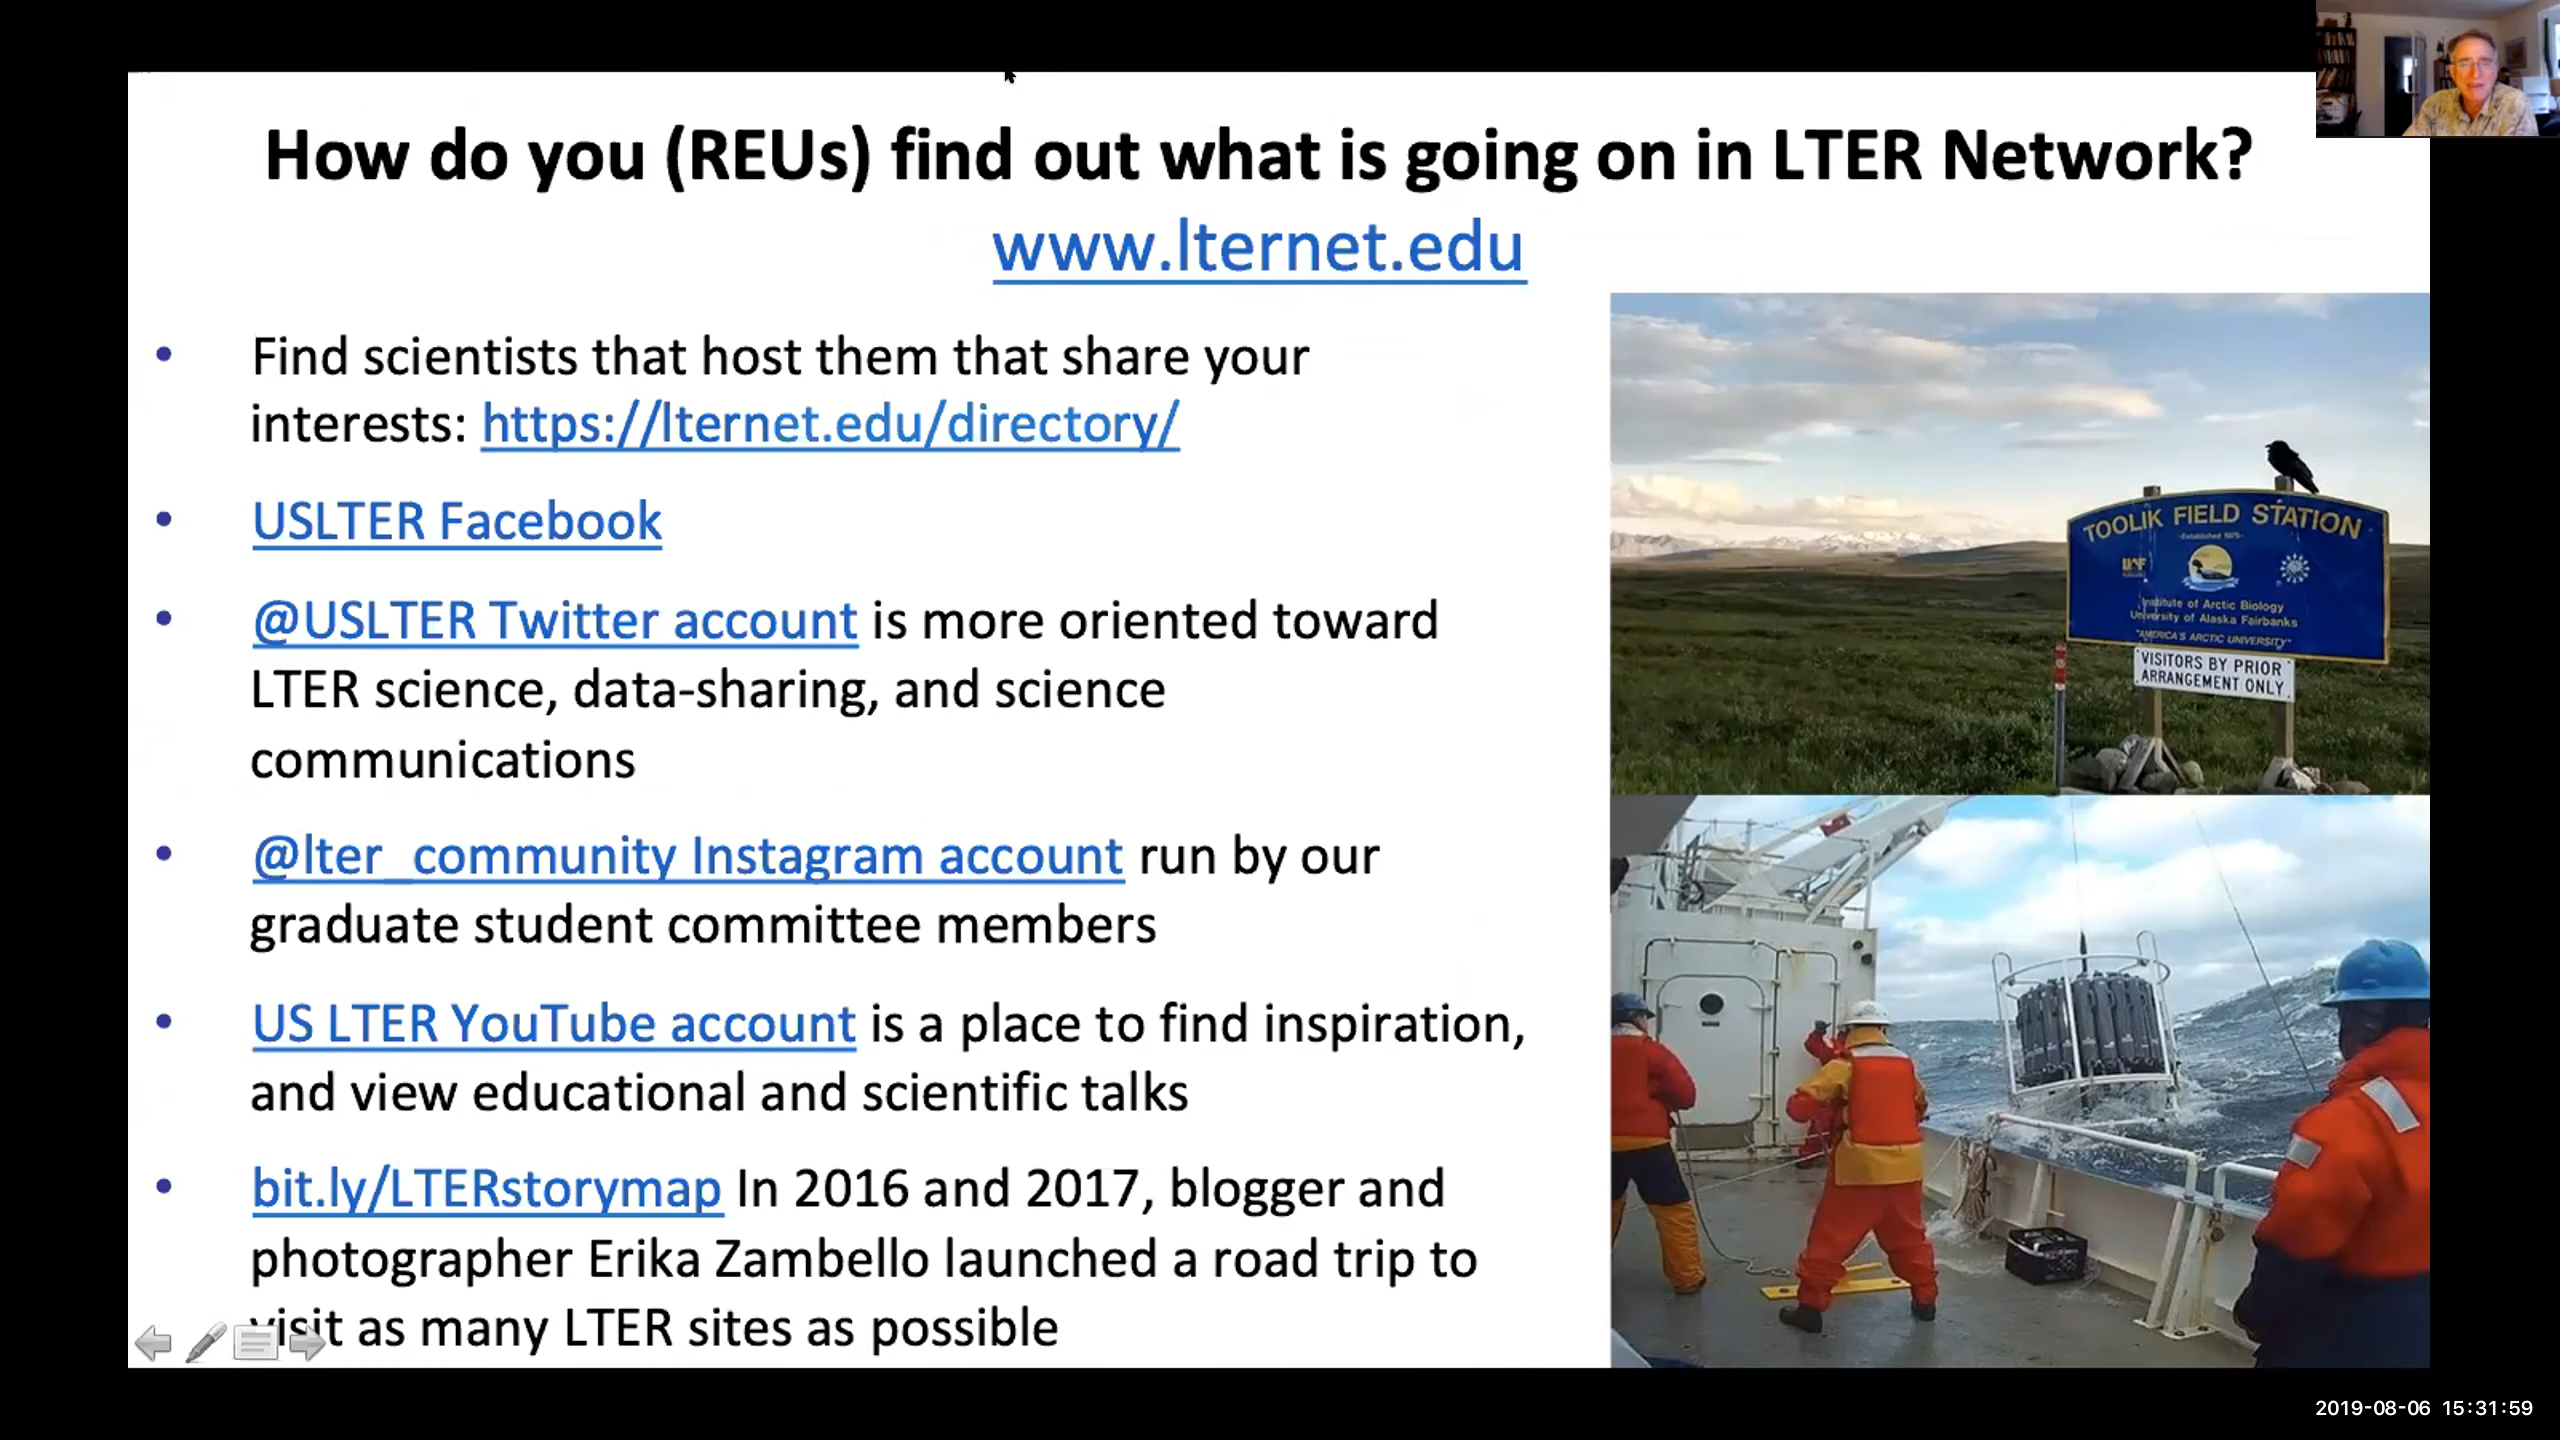 How do you (REUs) find out what is going on in LTER Network?
www.lternet.edu
• Find scientists that host them that share your
interests: https://lternet.edu/directory/
• USLTER Facebook
• @USLTER Twitter account is more oriented toward
LTER science, data-sharing, and science
communications
• @lter_community Instagram account run by our
graduate student committee members
• US LTER YouTube account is a place to find inspiration,
and view educational and scientific talks
• bit.ly/LTERstorymap In 2016 and 2017, blogger and
photographer Erika Zambello launched a road trip to
visit as many LTER sites as possible
TOOLIK FIELD STATION
-Established 1975-
UAF
Institute of Arctic Biology
University of Alaska Fairbanks
"AMERICA'S ARCTIC UNIVERSITY"
VISITORS BY PRIOR
ARRANGEMENT ONLY
2019-08-06 15:31:59